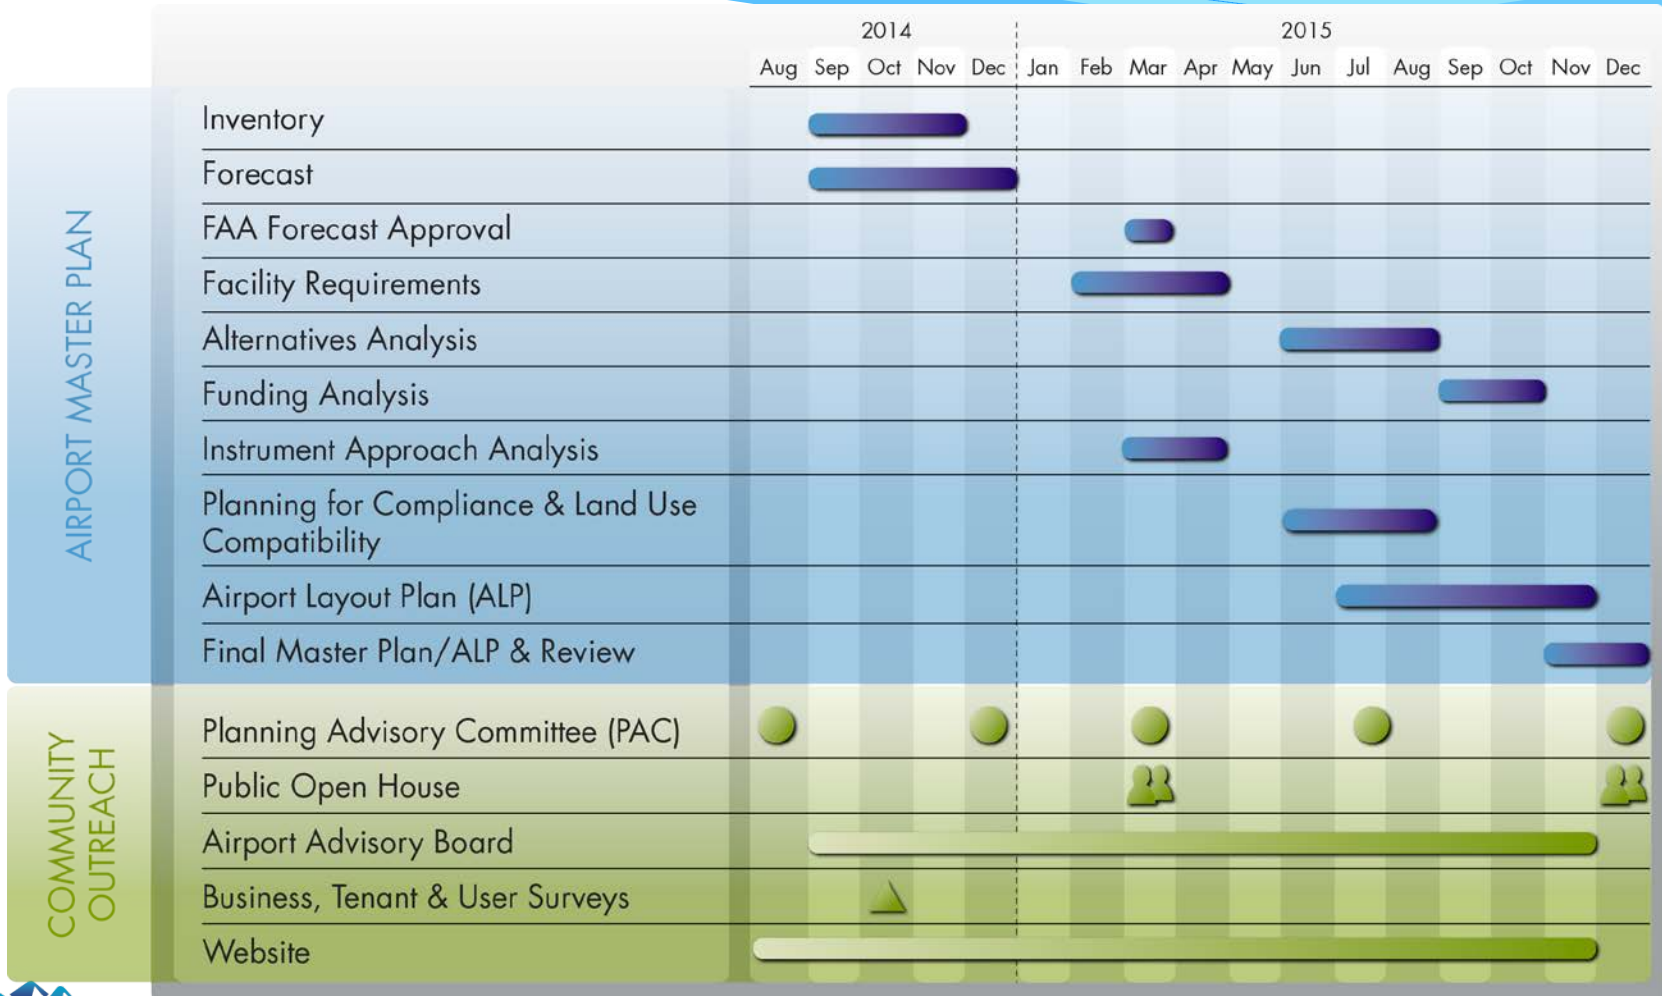 2014 2015
Aug Sep Oct Nov Dec Jan Feb Mar Apr May Jun Jul Aug Sep Oct Nov Dec
AIRPORT MASTER PLAN
Inventory
Forecast
FAA Forecast Approval
Facility Requirements
Alternatives Analysis
Funding Analysis
Instrument Approach Analysis
Planning for Compliance & Land Use
Compatibility
Airport Layout Plan (ALP)
Final Master Plan/ALP & Review
COMMUNITY
OUTREACH
Planning Advisory Committee (PAC)
Public Open House
Airport Advisory Board
Business, Tenant & User Surveys
Website